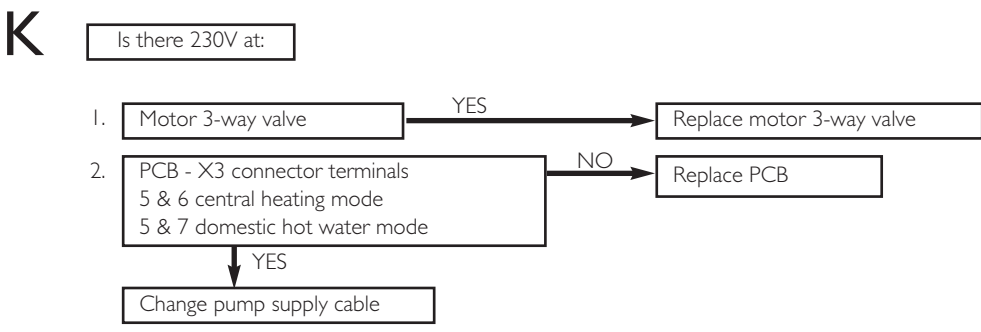 K
Is there 230V at:
1. Motor 3-way valve
YES
Replace motor 3-way valve
2. PCB - X3 connector terminals
5 & 6 central heating mode
5 & 7 domestic hot water mode
NO
Replace PCB
YES
Change pump supply cable